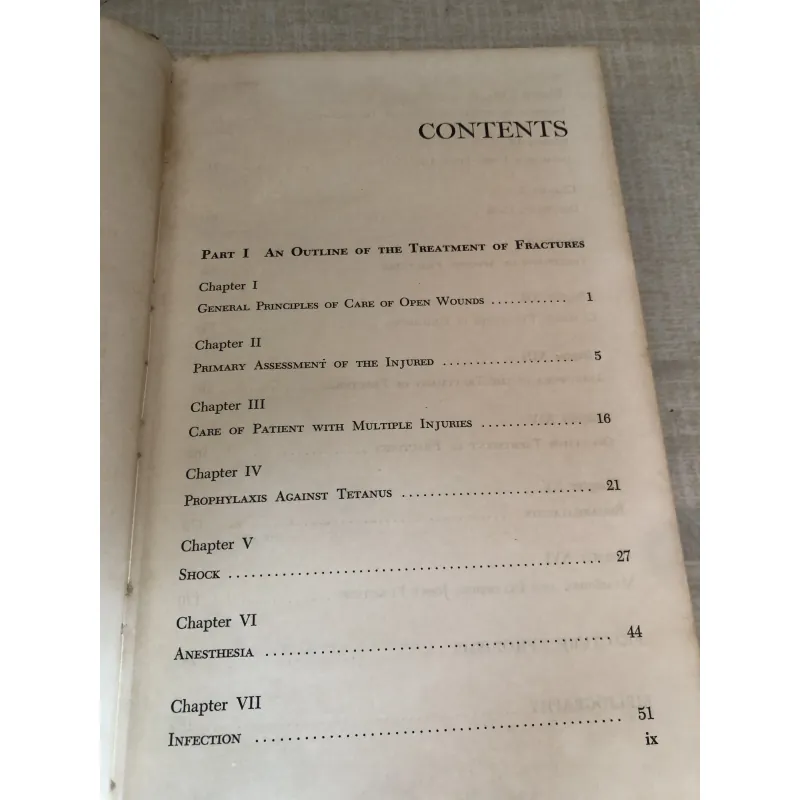 CONTENTS
Part I An Outline of the Treatment of Fractures
Chapter I
General Principles of Care of Open Wounds ............ 1
Chapter II
Primary Assessment of the Injured .................... 5
Chapter III
Care of Patient with Multiple Injuries ............... 16
Chapter IV
Prophylaxis Against Tetanus .......................... 21
Chapter V
Shock ................................................ 27
Chapter VI
Anesthesia ........................................... 44
Chapter VII
Infection ............................................ 51
ix